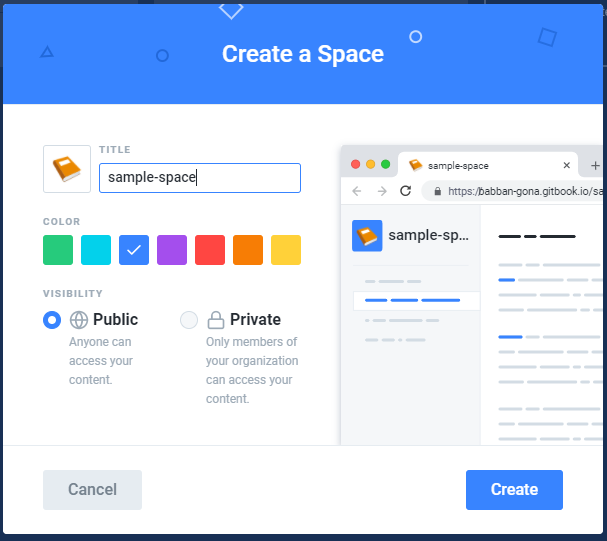 Create a Space
TITLE
sample-space
COLOR
VISIBILITY
Public
Anyone can
access your
content.
Private
Only members of
your organization
can access your
content.
sample-space
https://babban-gona.gitbook.io/sa
sample-sp...
Cancel
Create